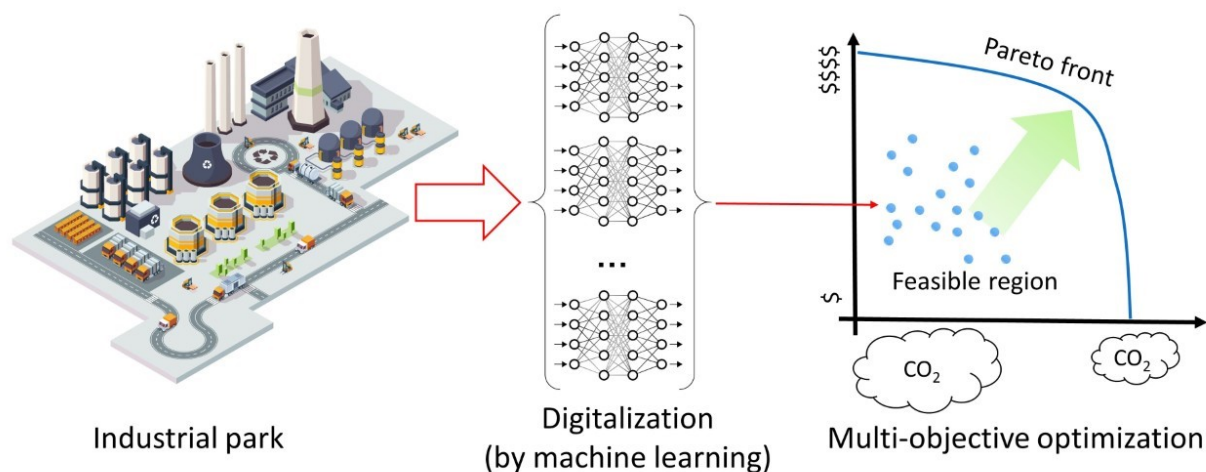 Pareto front
$$$$
...
Feasible region
$
CO₂
CO₂
Industrial park
Digitalization
(by machine learning)
Multi-objective optimization